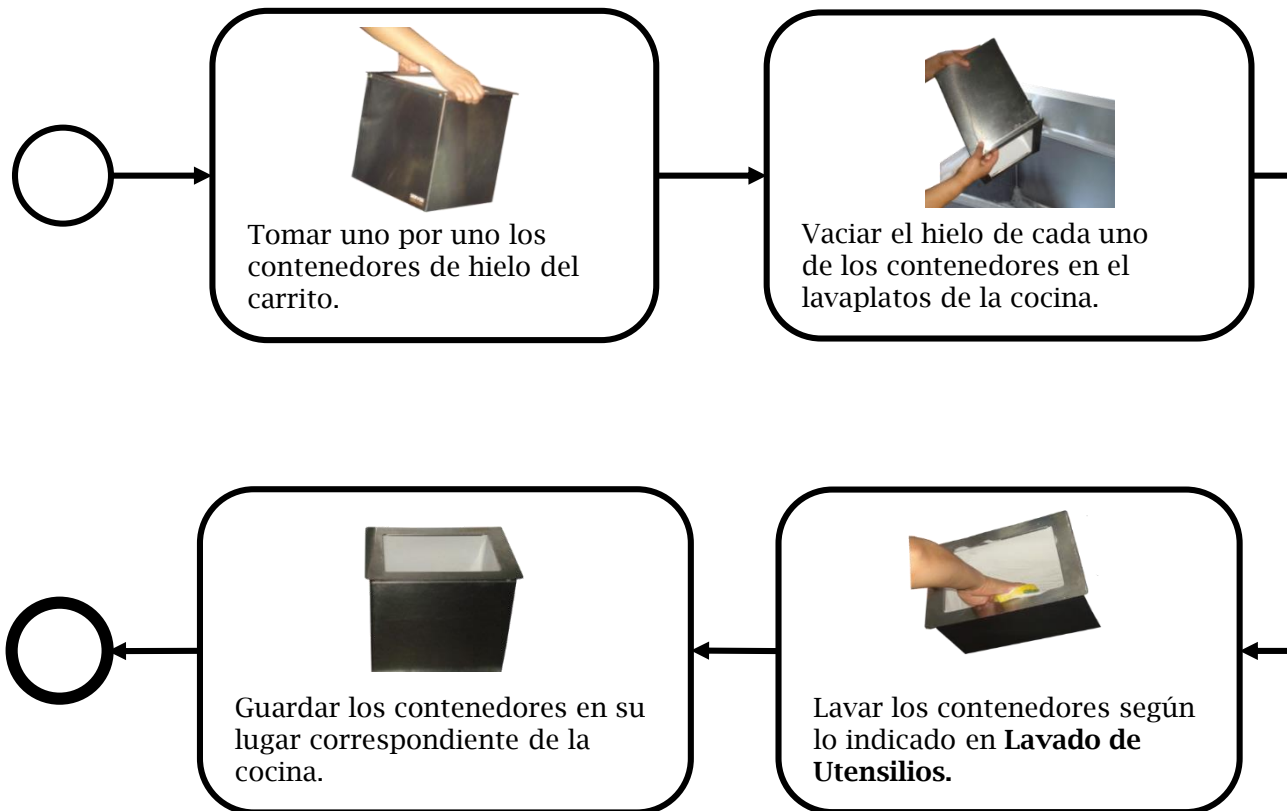 Tomar uno por uno los
contenedores de hielo del
carrito.
Vaciar el hielo de cada uno
de los contenedores en el
lavaplatos de la cocina.
Guardar los contenedores en su
lugar correspondiente de la
cocina.
Lavar los contenedores según
lo indicado en Lavado de
Utensilios.